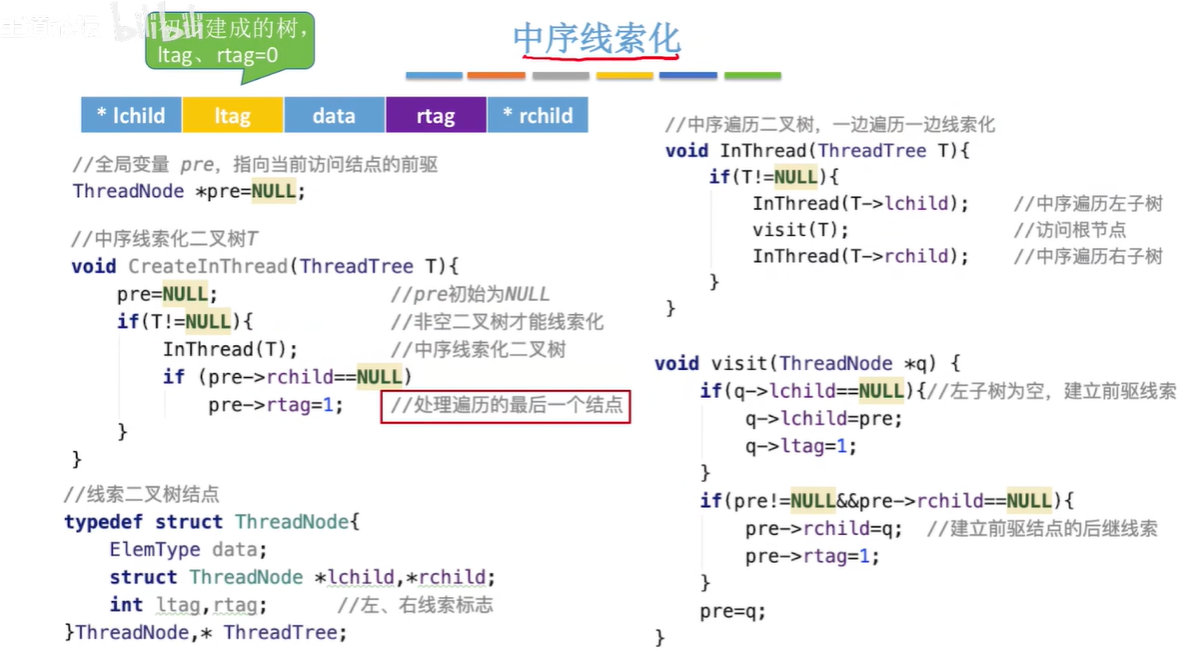 初步建成的树，
ltag、rtag=0
中序线索化
* lchild ltag data rtag * rchild
//全局变量 pre，指向当前访问结点的前驱
ThreadNode *pre=NULL;
//中序线索化二叉树T
void CreateInThread(ThreadTree T){
pre=NULL; //pre初始为NULL
if(T!=NULL){ //非空二叉树才能线索化
InThread(T); //中序线索化二叉树
if (pre->rchild==NULL)
pre->rtag=1; //处理遍历的最后一个结点
}
}
//线索二叉树结点
typedef struct ThreadNode{
ElemType data;
struct ThreadNode *lchild,*rchild;
int ltag,rtag; //左、右线索标志
}ThreadNode,* ThreadTree;
//中序遍历二叉树，一边遍历一边线索化
void InThread(ThreadTree T){
if(T!=NULL){
InThread(T->lchild); //中序遍历左子树
visit(T); //访问根节点
InThread(T->rchild); //中序遍历右子树
}
}
void visit(ThreadNode *q) {
if(q->lchild==NULL){//左子树为空，建立前驱线索
q->lchild=pre;
q->ltag=1;
}
if(pre!=NULL&&pre->rchild==NULL){
pre->rchild=q; //建立前驱结点的后继线索
pre->rtag=1;
}
pre=q;
}